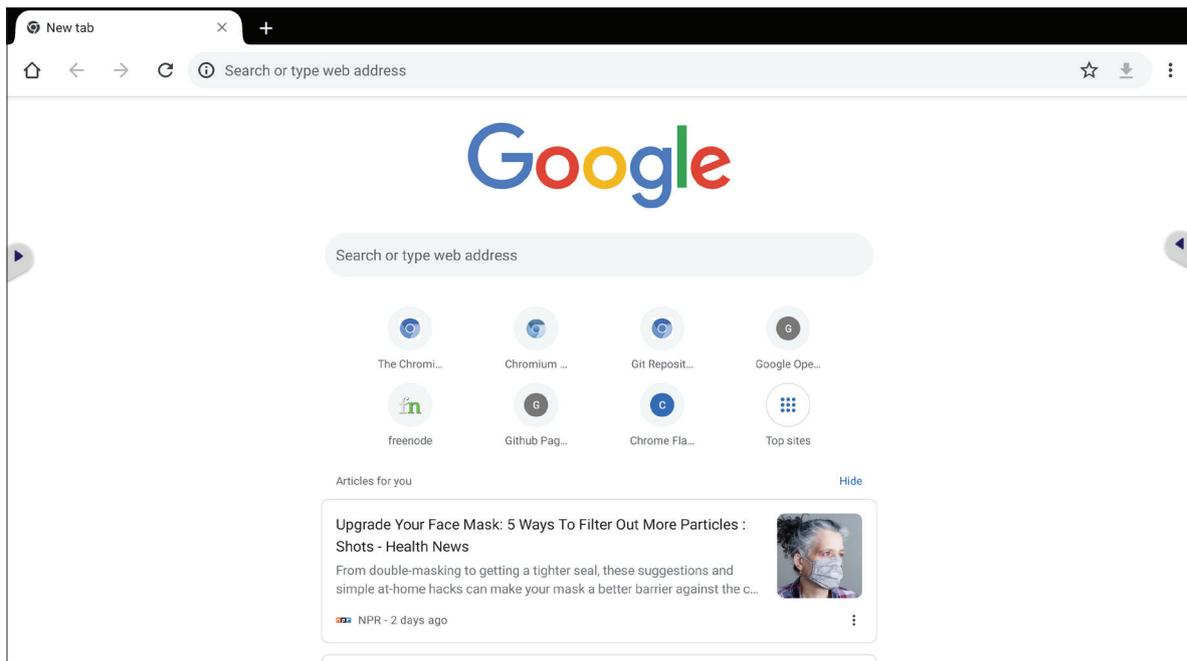 New tab
Search or type web address
Google
Search or type web address
The Chromi...
Chromium ...
Git Reposit...
G
Google Ope...
fn
freenode
G
Github Pag...
C
Chrome Fla...
Top sites
Articles for you
Hide
Upgrade Your Face Mask: 5 Ways To Filter Out More Particles :
Shots - Health News
From double-masking to getting a tighter seal, these suggestions and
simple at-home hacks can make your mask a better barrier against the c...
npr NPR - 2 days ago